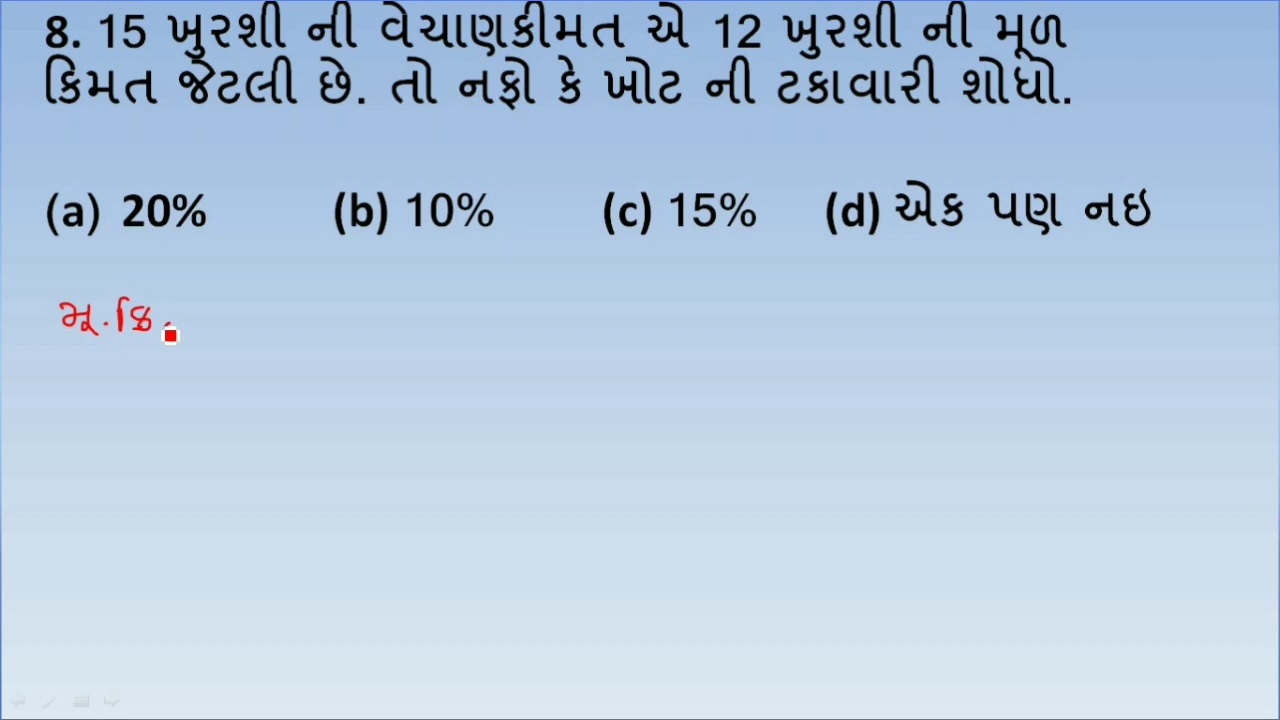 8. 15 ખુરશી ની વેચાણકીમત એ 12 ખુરશી ની મૂળ
કિમત જેટલી છે. તો નફો કે ખોટ ની ટકાવારી શોધો.
(a) 20% (b) 10% (c) 15% (d) એક પણ નઇ
મૂ.કિ.